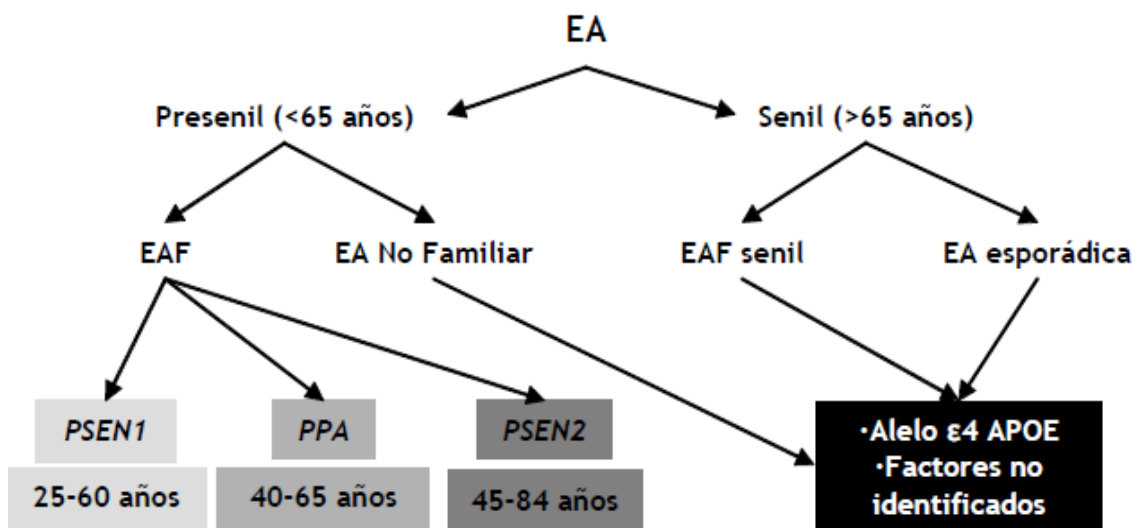 EA
Presenil (<65 años)
Senil (>65 años)
EAF
EA No Familiar
EAF senil
EA esporádica
PSEN1
PPA
PSEN2
25-60 años
40-65 años
45-84 años
·Alelo ε4 APOE
·Factores no
identificados